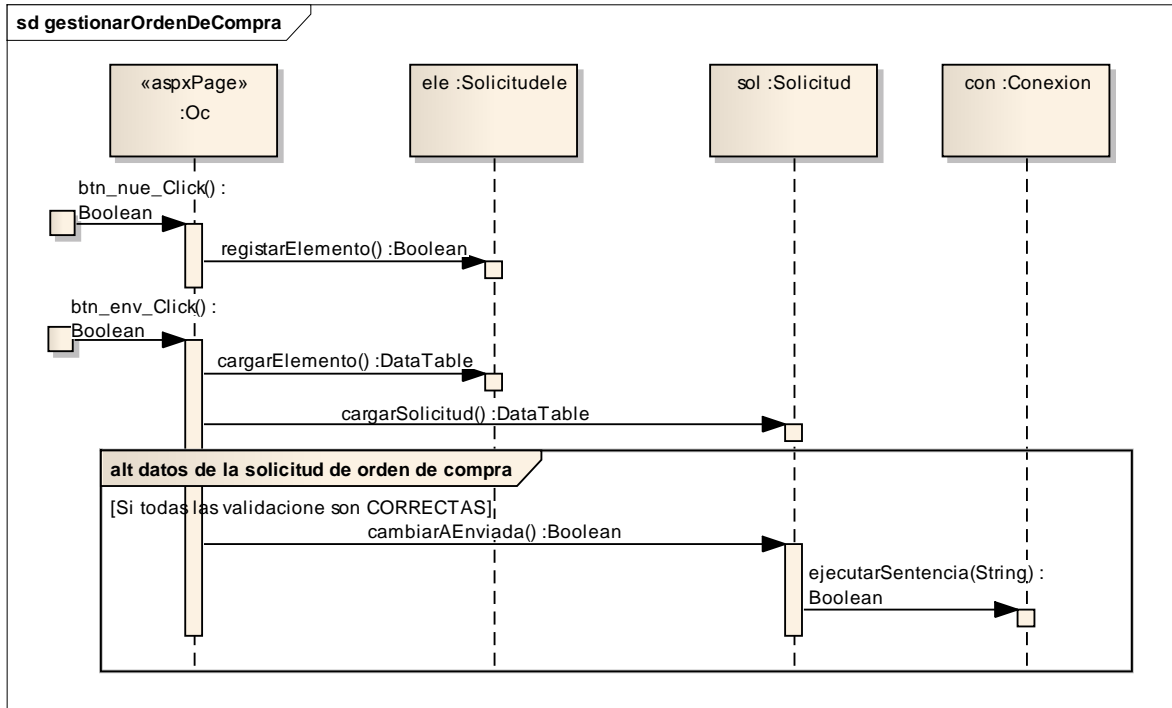 sd gestionarOrdenDeCompra
«aspxPage»
:Oc
ele :Solicitudele
sol :Solicitud
con :Conexion
btn_nue_Click() :
Boolean
registarElemento() :Boolean
btn_env_Click() :
Boolean
cargarElemento() :DataTable
cargarSolicitud() :DataTable
alt datos de la solicitud de orden de compra
[Si todas las validacione son CORRECTAS]
cambiarAEnviada() :Boolean
ejecutarSentencia(String) :
Boolean